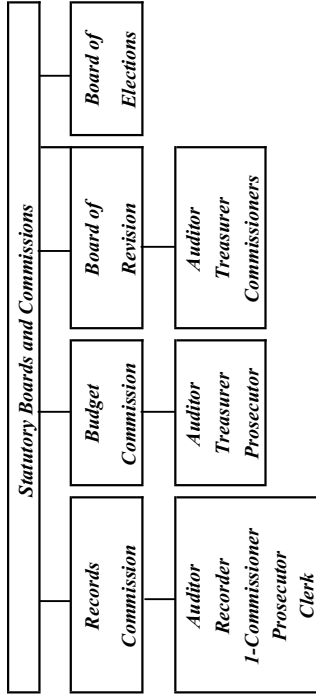 Statutory Boards and Commissions
Records
Commission
Budget
Commission
Board of
Revision
Board of
Elections
Auditor
Recorder
1-Commissioner
Prosecutor
Clerk
Auditor
Treasurer
Prosecutor
Auditor
Treasurer
Commissioners